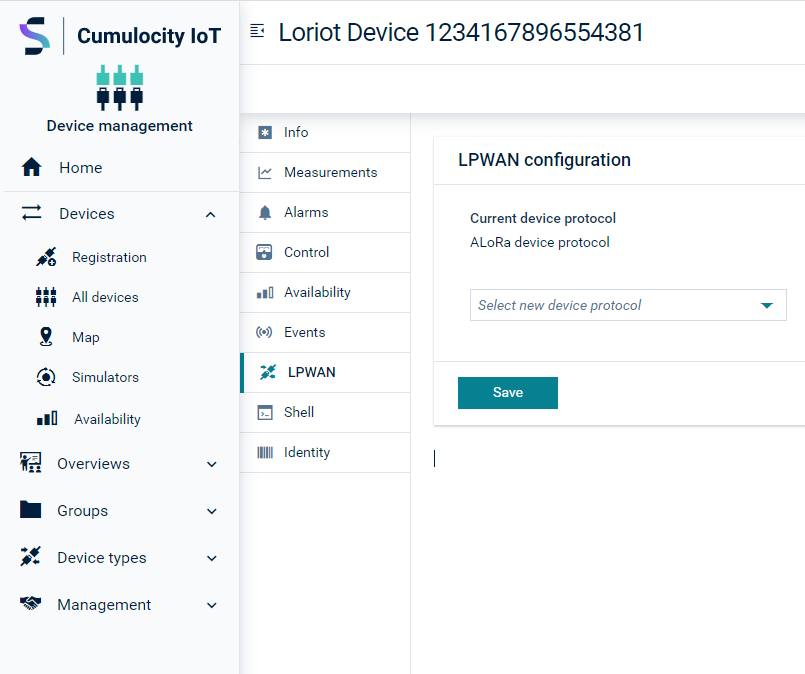 Cumulocity IoT
Device management
Home
Devices
Registration
All devices
Map
Simulators
Availability
Overviews
Groups
Device types
Management
Loriot Device 1234167896554381
Info
Measurements
Alarms
Control
Availability
Events
LPWAN
Shell
Identity
LPWAN configuration
Current device protocol
ALoRa device protocol
Select new device protocol
Save